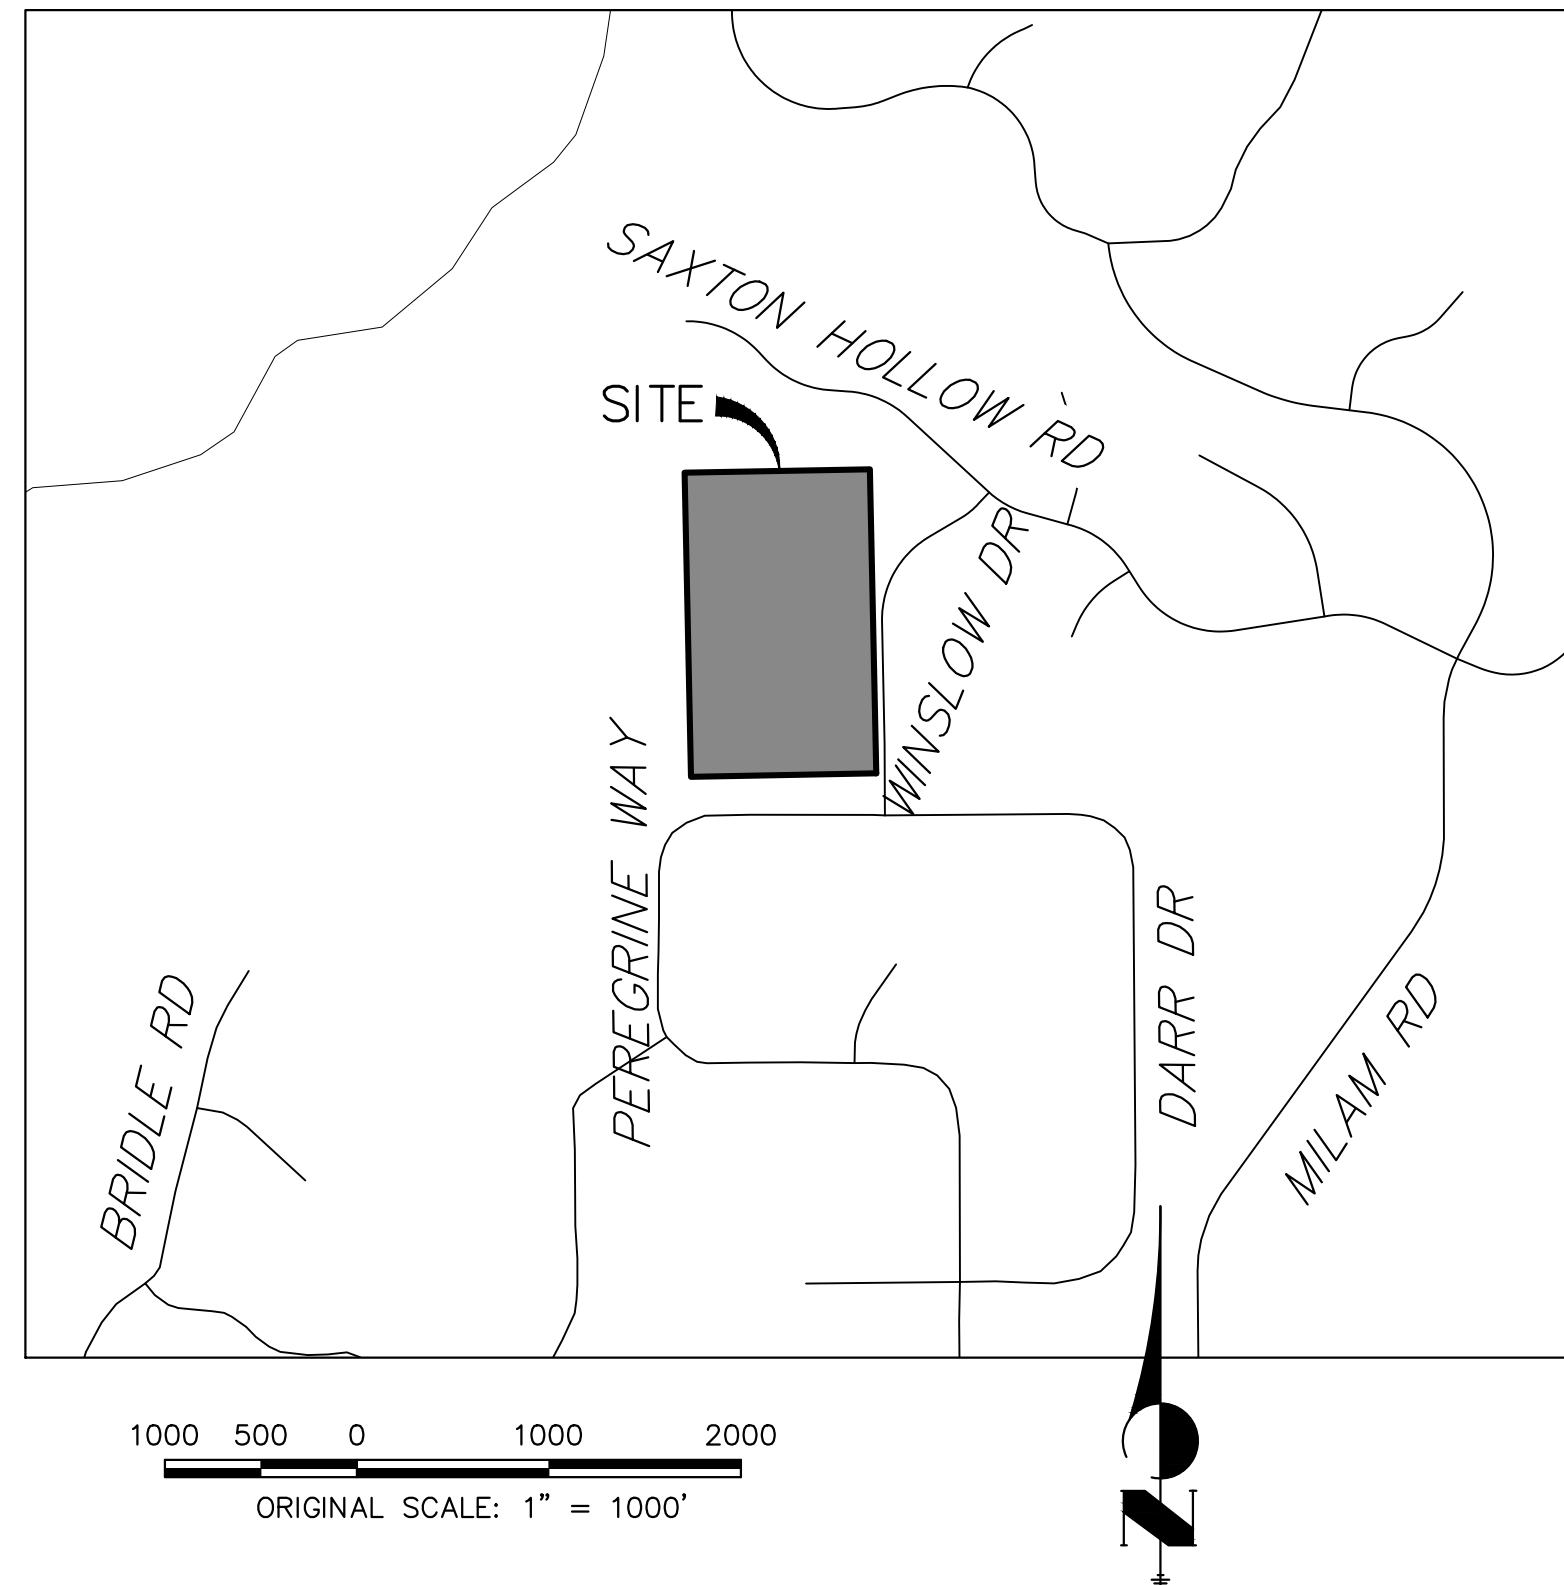 SAXTON HOLLOW RD
SITE
WINSLOW DR
PEREGRINE WAY
DARR DR
BRIDLE RD
MILAM RD
1000 500 0 1000 2000
ORIGINAL SCALE: 1" = 1000'
N